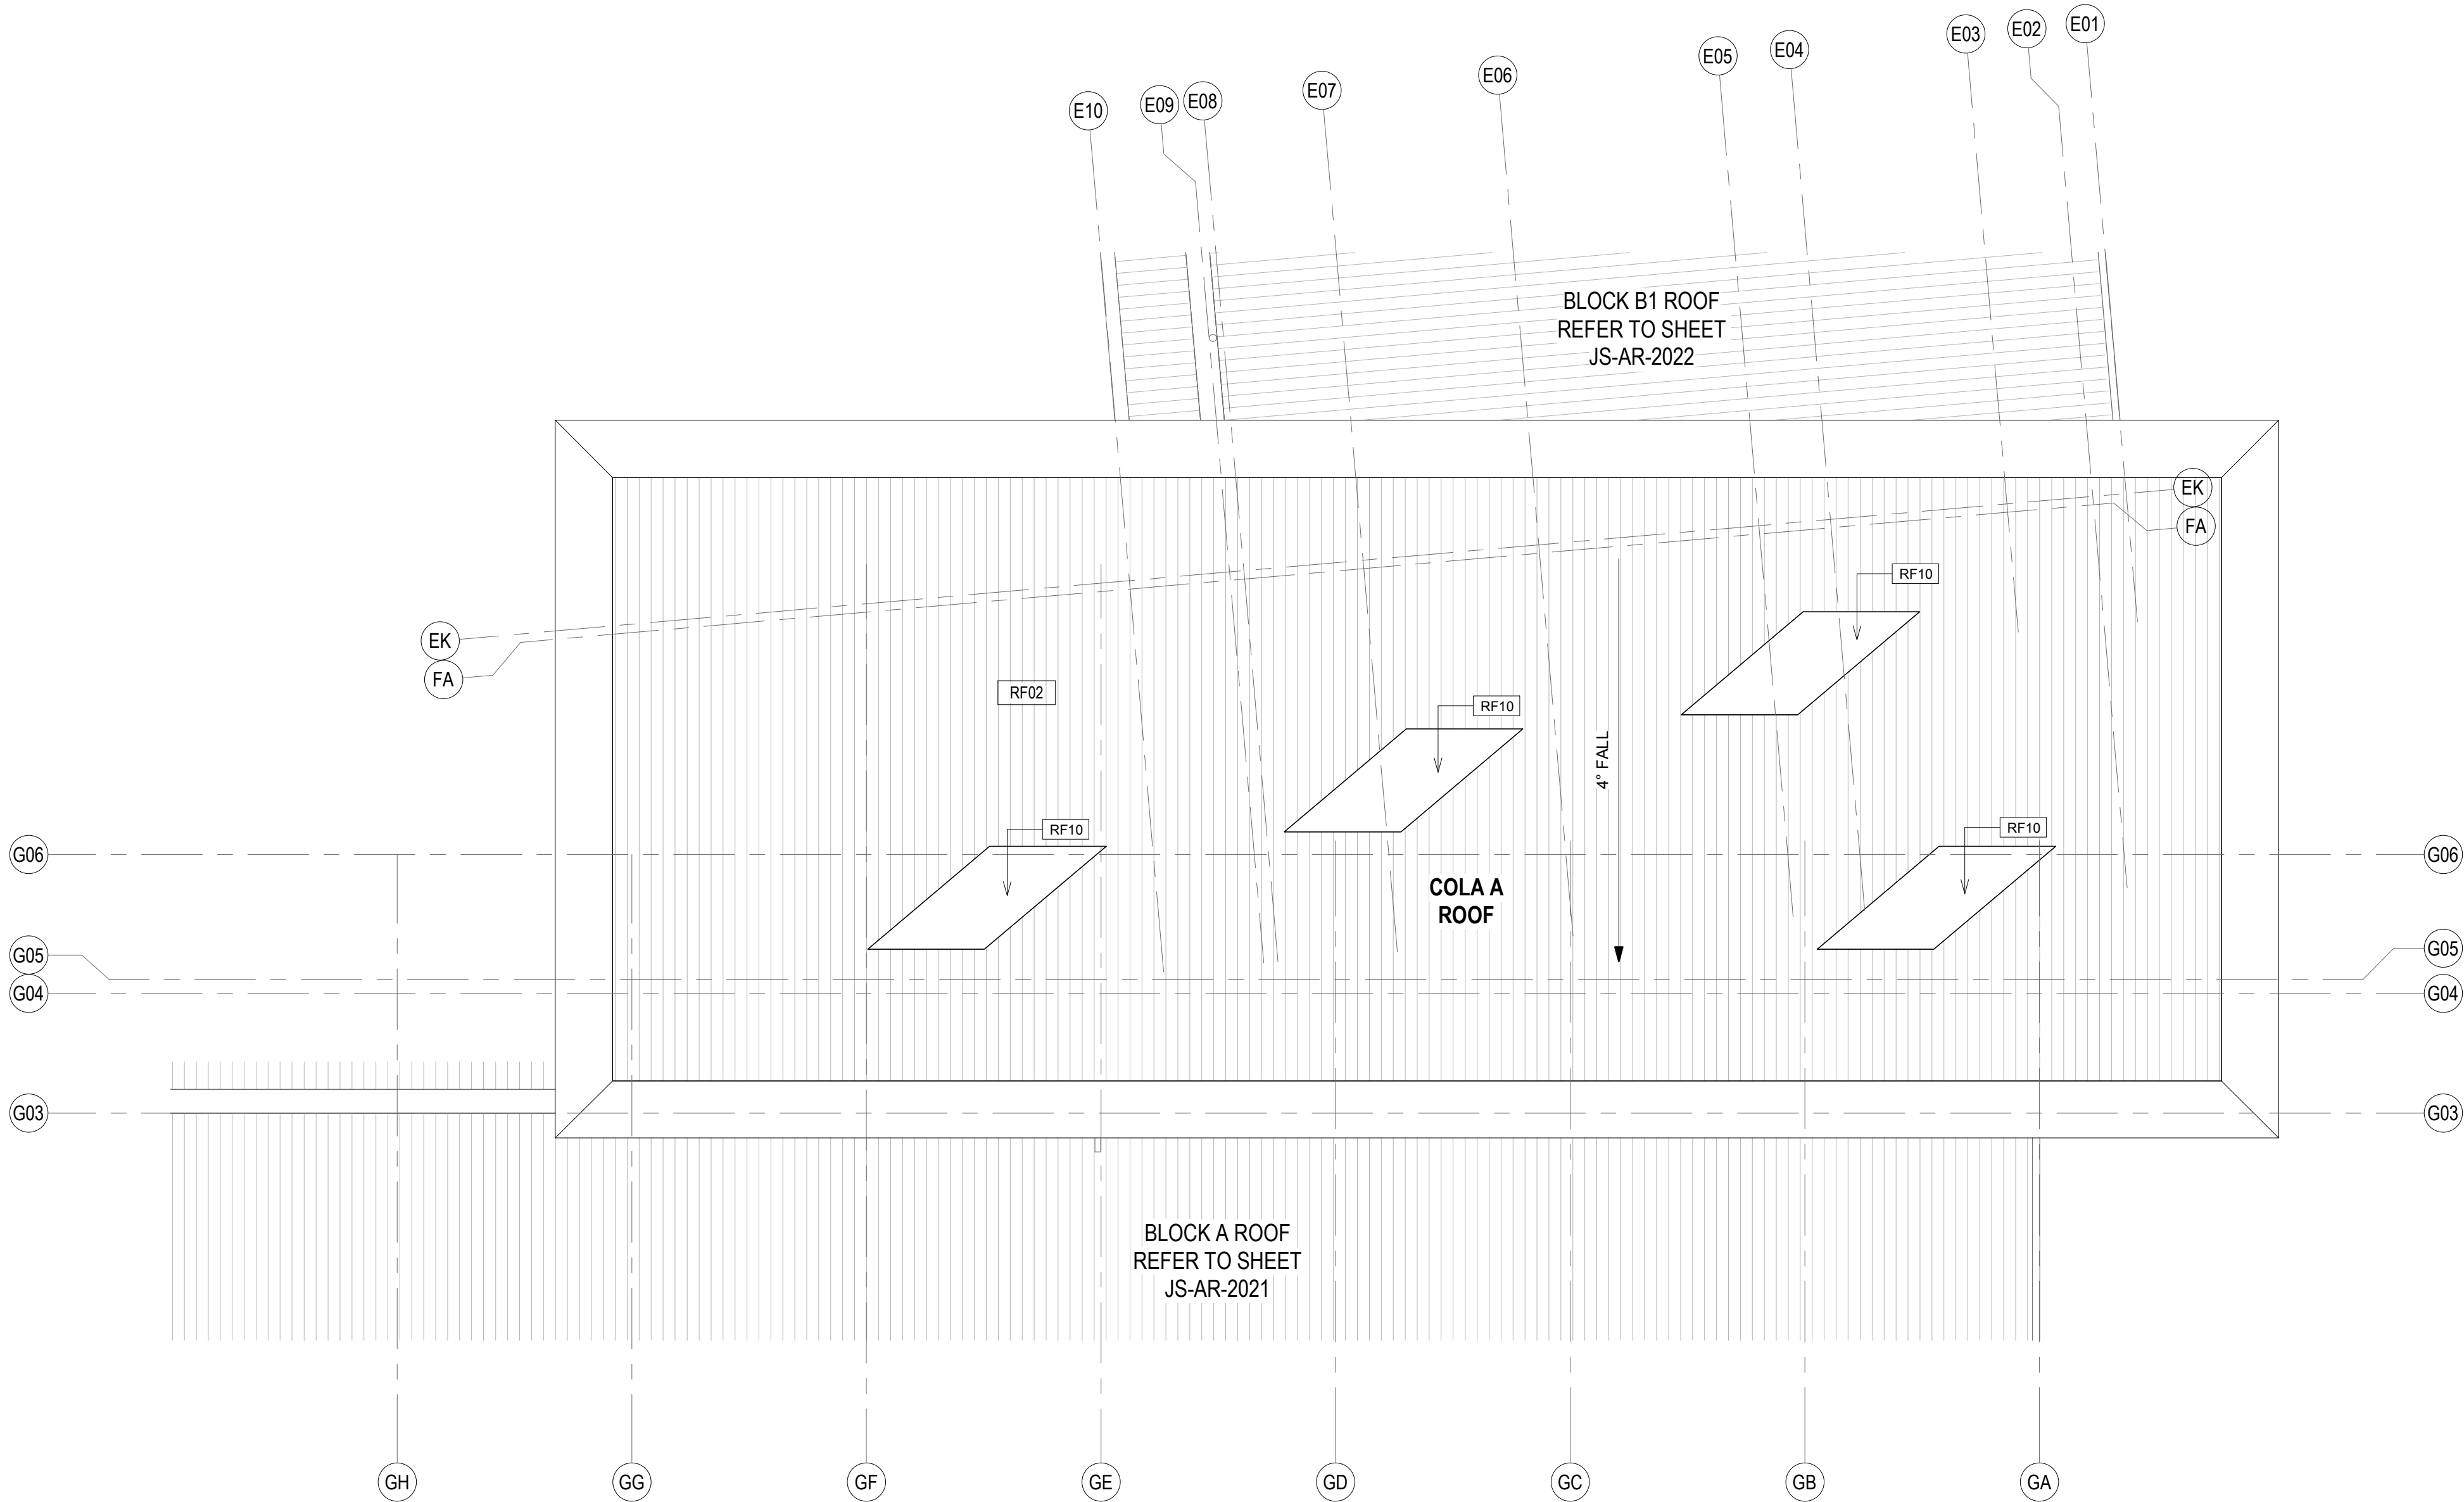 E10
E09
E08
E07
E06
E05
E04
E03
E02
E01
BLOCK B1 ROOF
REFER TO SHEET
JS-AR-2022
EK
FA
RF10
EK
FA
RF02
RF10
4° FALL
RF10
RF10
G06
G06
COLA A
ROOF
G05
G05
G04
G04
G03
G03
BLOCK A ROOF
REFER TO SHEET
JS-AR-2021
GH
GG
GF
GE
GD
GC
GB
GA